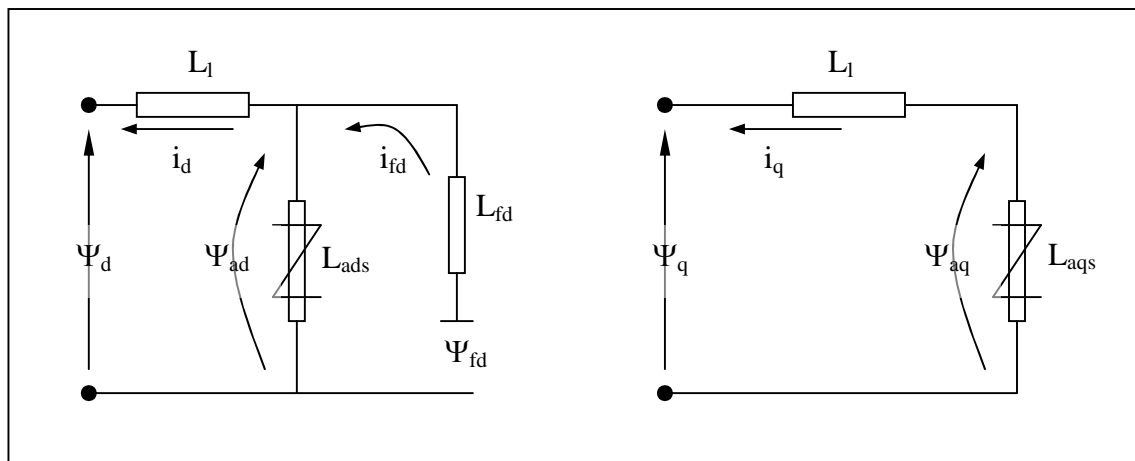 L_l
i_d
i_fd
L_fd
Ψ_d
Ψ_ad
L_ads
Ψ_fd
L_l
i_q
Ψ_q
Ψ_aq
L_aqs